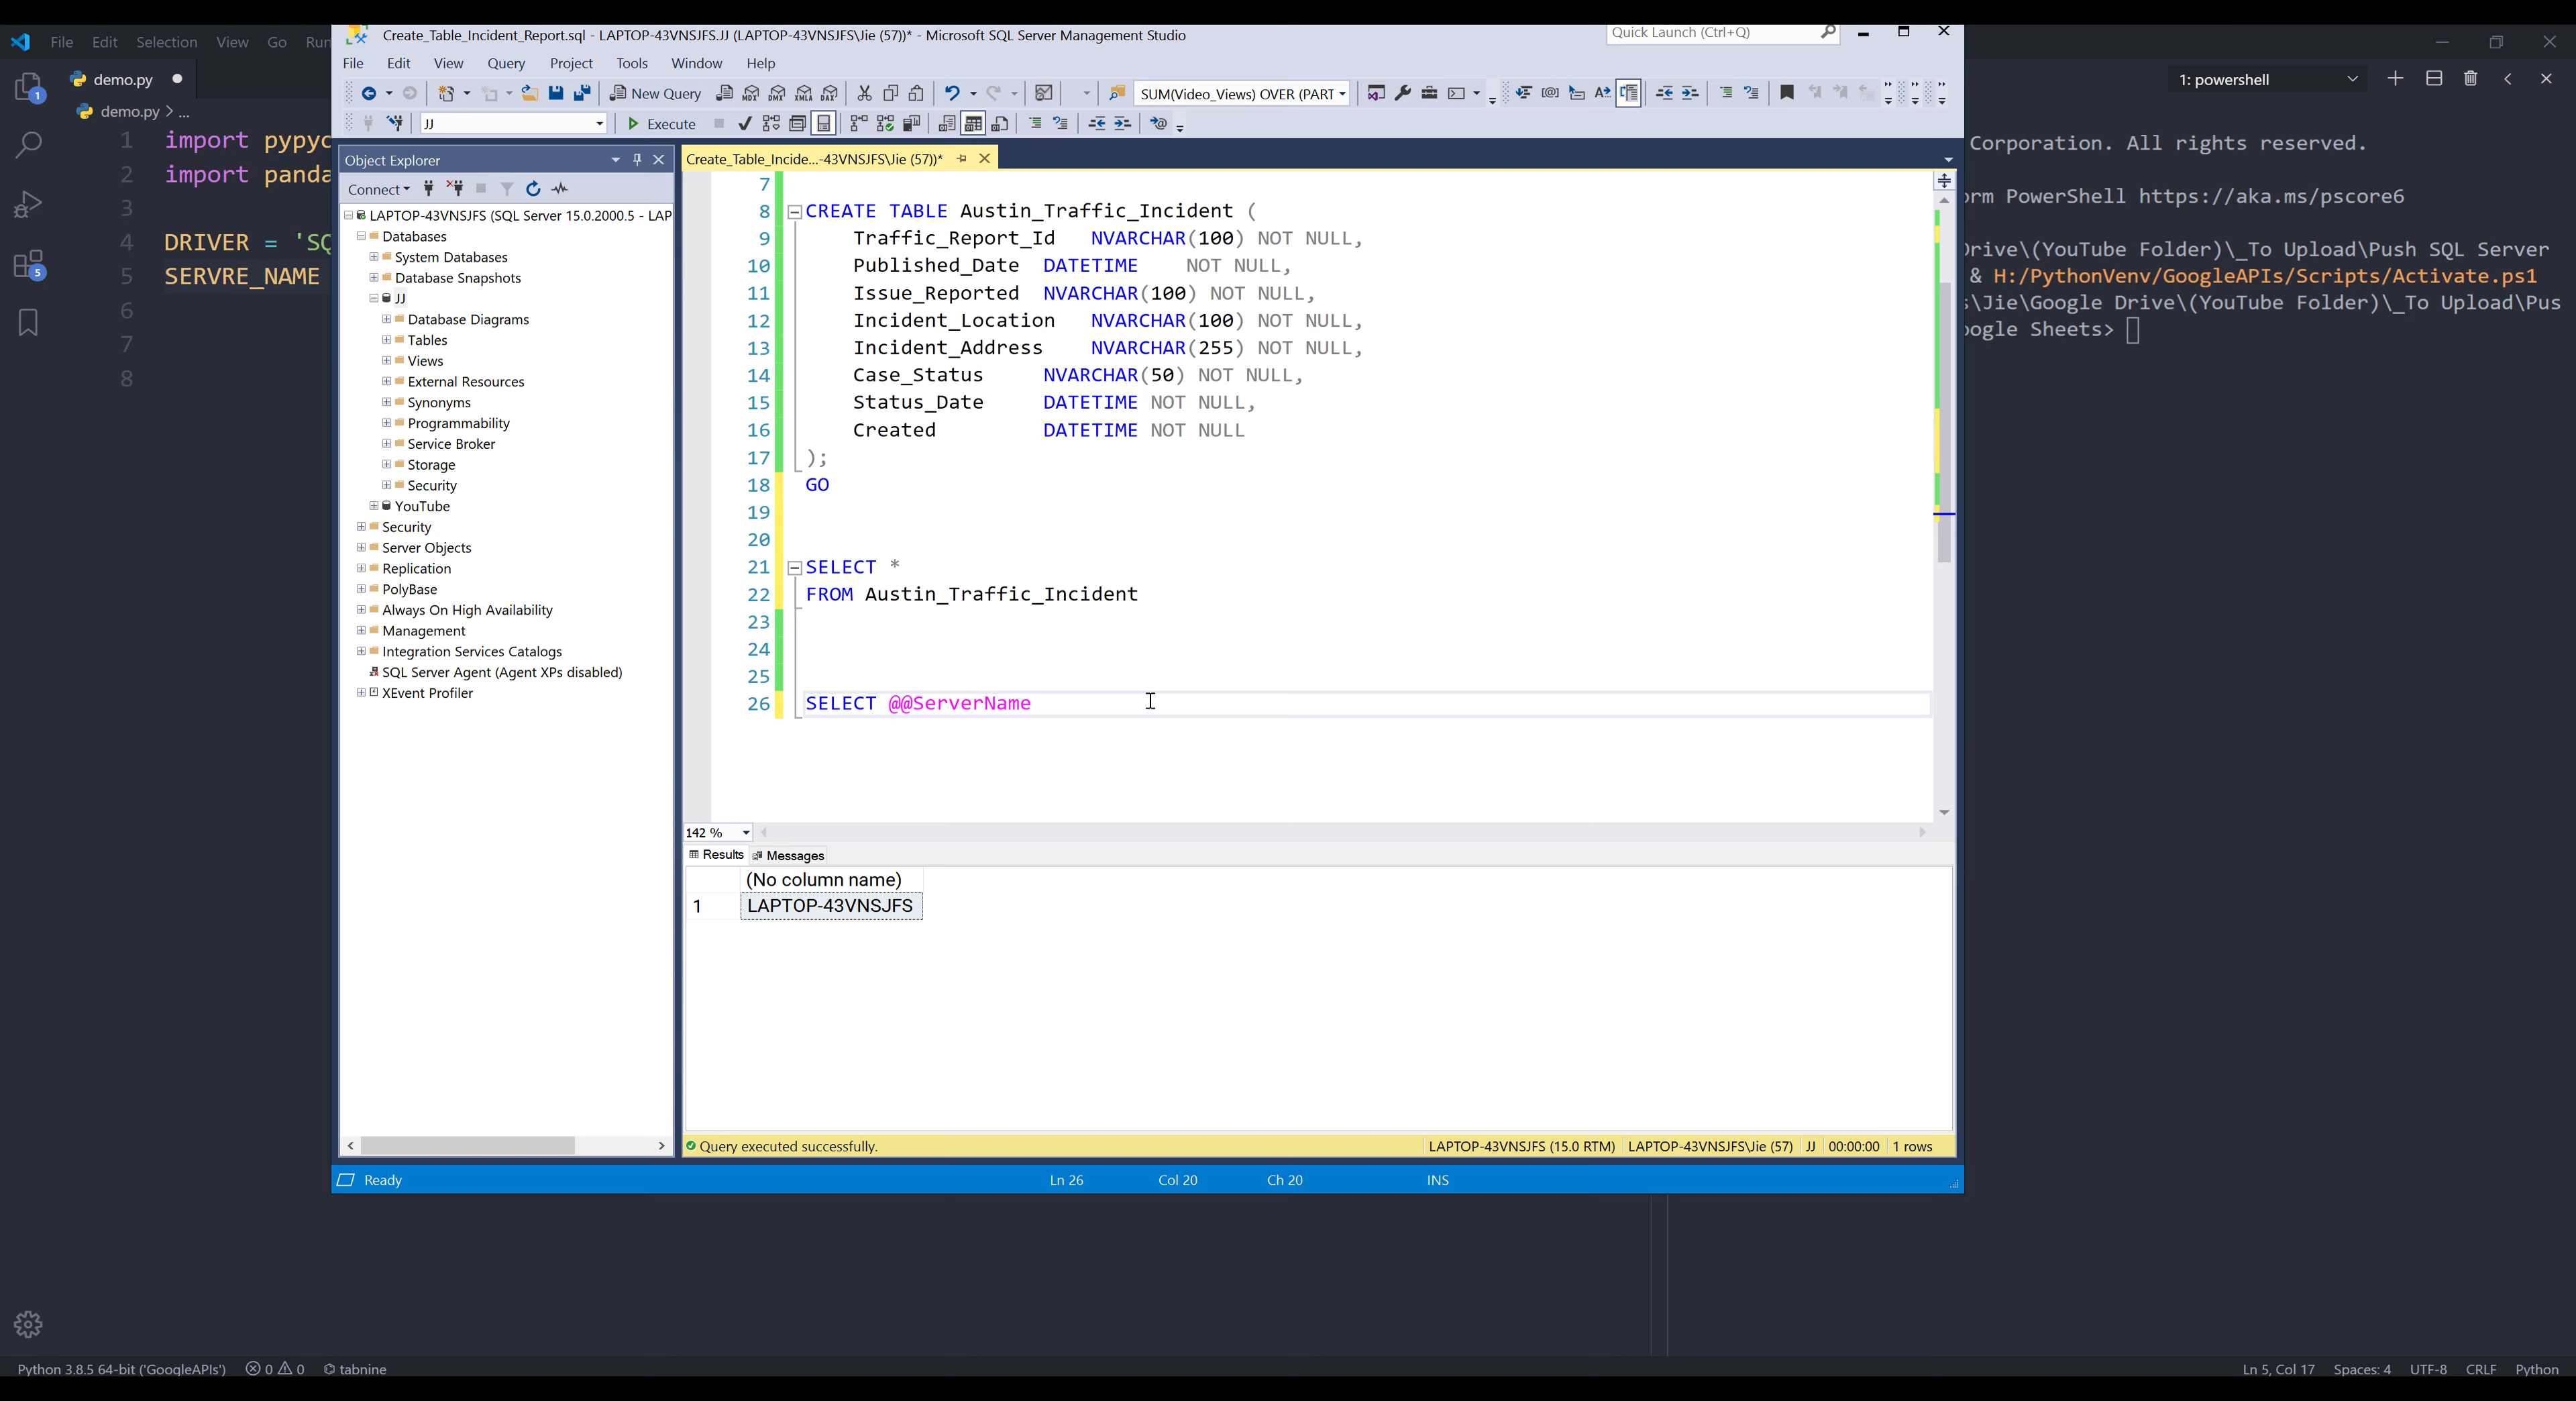 File Edit Selection View Go Run
demo.py
demo.py > ...
1 import pypyc
2 import panda
3
4 DRIVER = 'SQ
5 SERVRE_NAME
6
7
8
Create_Table_Incident_Report.sql - LAPTOP-43VNSJFS.JJ (LAPTOP-43VNSJFS\Jie (57))* - Microsoft SQL Server Management Studio
Quick Launch (Ctrl+Q)
File Edit View Query Project Tools Window Help
New Query
MDX DMX XMLA DAX
SUM(Video_Views) OVER (PART
JJ
Execute
Object Explorer
Connect
LAPTOP-43VNSJFS (SQL Server 15.0.2000.5 - LAP
Databases
System Databases
Database Snapshots
JJ
Database Diagrams
Tables
Views
External Resources
Synonyms
Programmability
Service Broker
Storage
Security
YouTube
Security
Server Objects
Replication
PolyBase
Always On High Availability
Management
Integration Services Catalogs
SQL Server Agent (Agent XPs disabled)
XEvent Profiler
Create_Table_Incide...-43VNSJFS\Jie (57))*
7
8 CREATE TABLE Austin_Traffic_Incident (
9 Traffic_Report_Id NVARCHAR(100) NOT NULL,
10 Published_Date DATETIME NOT NULL,
11 Issue_Reported NVARCHAR(100) NOT NULL,
12 Incident_Location NVARCHAR(100) NOT NULL,
13 Incident_Address NVARCHAR(255) NOT NULL,
14 Case_Status NVARCHAR(50) NOT NULL,
15 Status_Date DATETIME NOT NULL,
16 Created DATETIME NOT NULL
17 );
18 GO
19
20
21 SELECT *
22 FROM Austin_Traffic_Incident
23
24
25
26 SELECT @@ServerName
142 %
Results Messages
(No column name)
1 LAPTOP-43VNSJFS
Query executed successfully.
LAPTOP-43VNSJFS (15.0 RTM) LAPTOP-43VNSJFS\Jie (57) JJ 00:00:00 1 rows
Ready Ln 26 Col 20 Ch 20 INS
1: powershell
Corporation. All rights reserved.
orm PowerShell https://aka.ms/pscore6
Drive\(YouTube Folder)\_To Upload\Push SQL Server
& H:/PythonVenv/GoogleAPIs/Scripts/Activate.ps1
s\Jie\Google Drive\(YouTube Folder)\_To Upload\Pus
oogle Sheets>
1
5
Python 3.8.5 64-bit ('GoogleAPIs') 0 0 tabnine
Ln 5, Col 17 Spaces: 4 UTF-8 CRLF Python